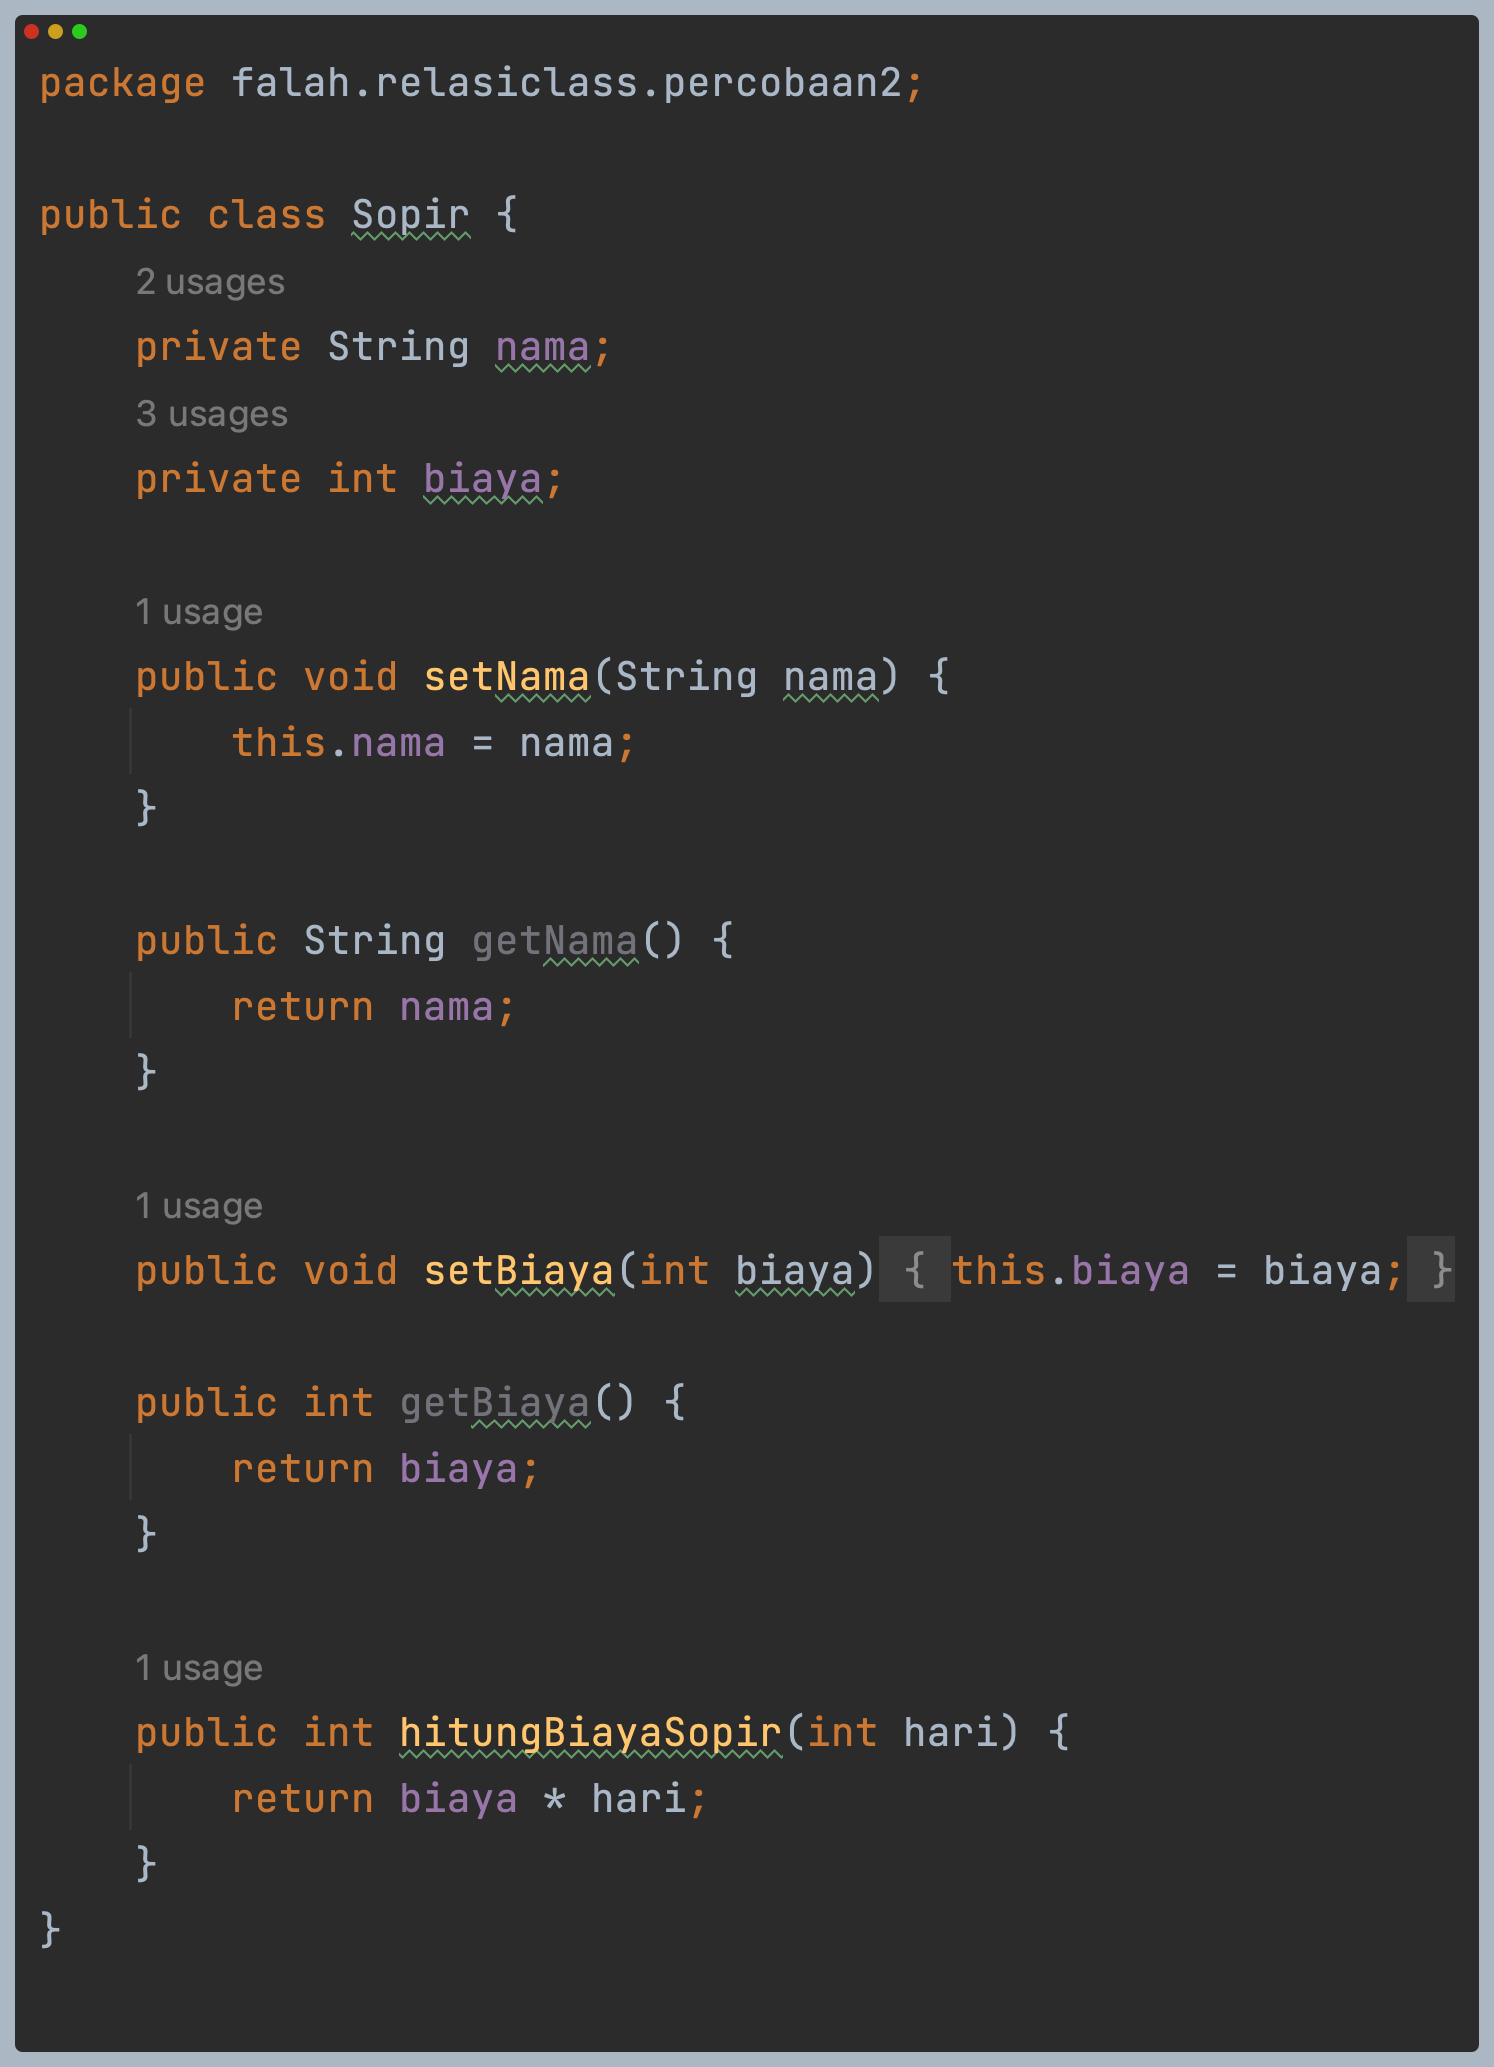 package falah.relasiclass.percobaan2;
public class Sopir {
2 usages
private String nama;
3 usages
private int biaya;
1 usage
public void setNama(String nama) {
this.nama = nama;
}
public String getNama() {
return nama;
}
1 usage
public void setBiaya(int biaya) { this.biaya = biaya; }
public int getBiaya() {
return biaya;
}
1 usage
public int hitungBiayaSopir(int hari) {
return biaya * hari;
}
}